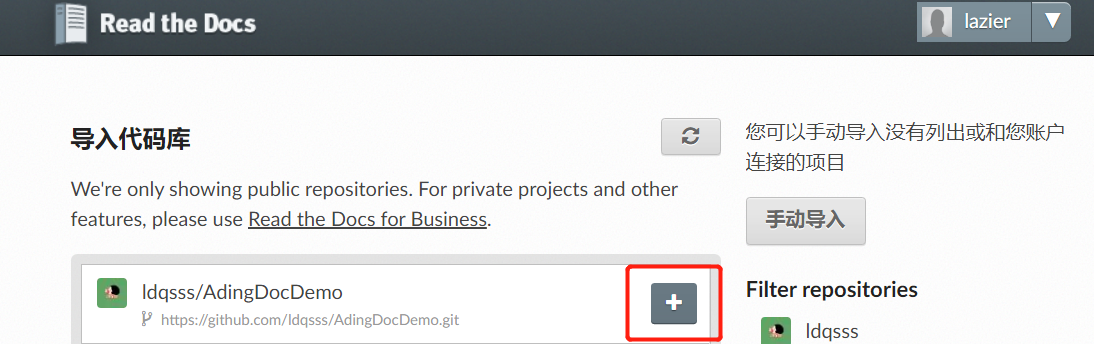 Read the Docs
lazier
导入代码库
We're only showing public repositories. For private projects and other
features, please use Read the Docs for Business.
ldqsss/AdingDocDemo
https://github.com/ldqsss/AdingDocDemo.git
您可以手动导入没有列出或和您账户
连接的项目
手动导入
Filter repositories
ldqsss